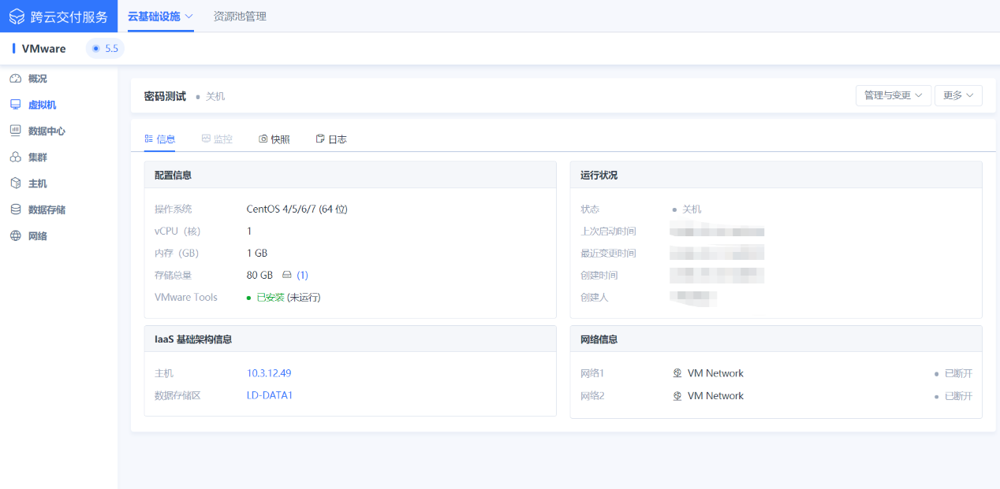 跨云交付服务 云基础设施 资源池管理
VMware 5.5
概况
虚拟机
数据中心
集群
主机
数据存储
网络
密码测试 关机 管理与变更 更多
信息 监控 快照 日志
配置信息
操作系统 CentOS 4/5/6/7 (64 位)
vCPU（核） 1
内存（GB） 1 GB
存储总量 80 GB (1)
VMware Tools 已安装 (未运行)
运行状况
状态 关机
上次启动时间
最近变更时间
创建时间
创建人
IaaS 基础架构信息
主机 10.3.12.49
数据存储区 LD-DATA1
网络信息
网络1 VM Network 已断开
网络2 VM Network 已断开